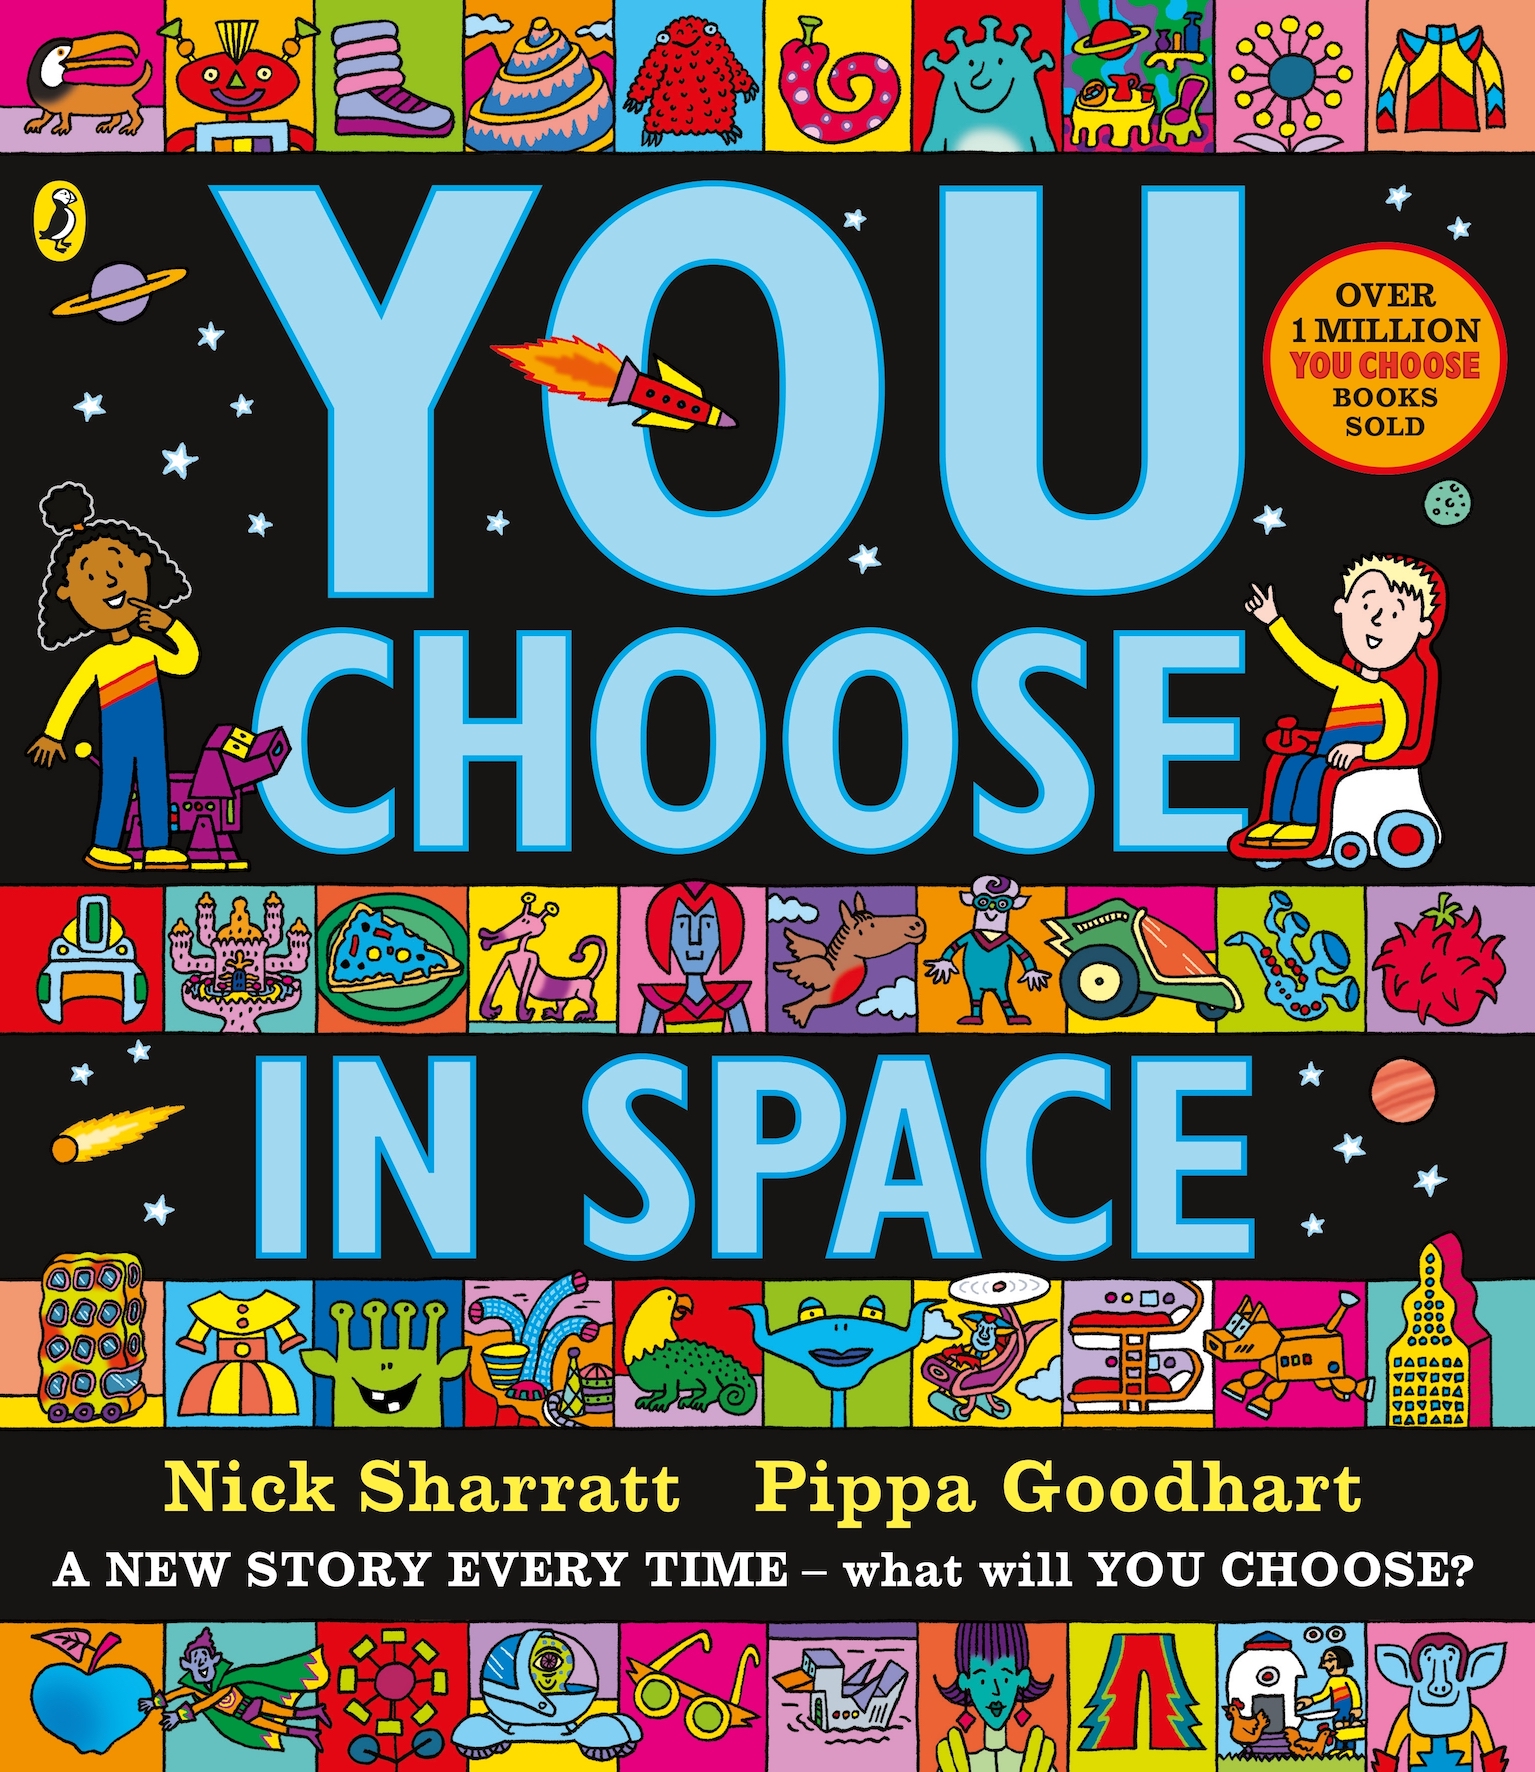 YOU
OVER
1 MILLION
YOU CHOOSE
BOOKS
SOLD
CHOOSE
IN SPACE
Nick Sharratt Pippa Goodhart
A NEW STORY EVERY TIME – what will YOU CHOOSE?